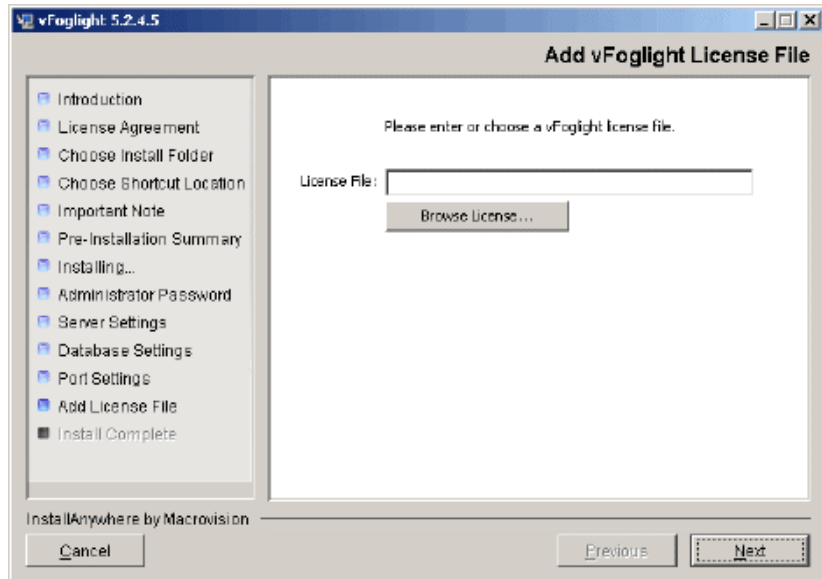 vFoglight 5.2.4.5
Add vFoglight License File
Introduction
License Agreement
Choose Install Folder
Choose Shortcut Location
Important Note
Pre-Installation Summary
Installing...
Administrator Password
Server Settings
Database Settings
Port Settings
Add License File
Install Complete
Please enter or choose a vFoglight license file.
License File:
Browse License...
InstallAnywhere by Macrovision
Cancel
Previous
Next